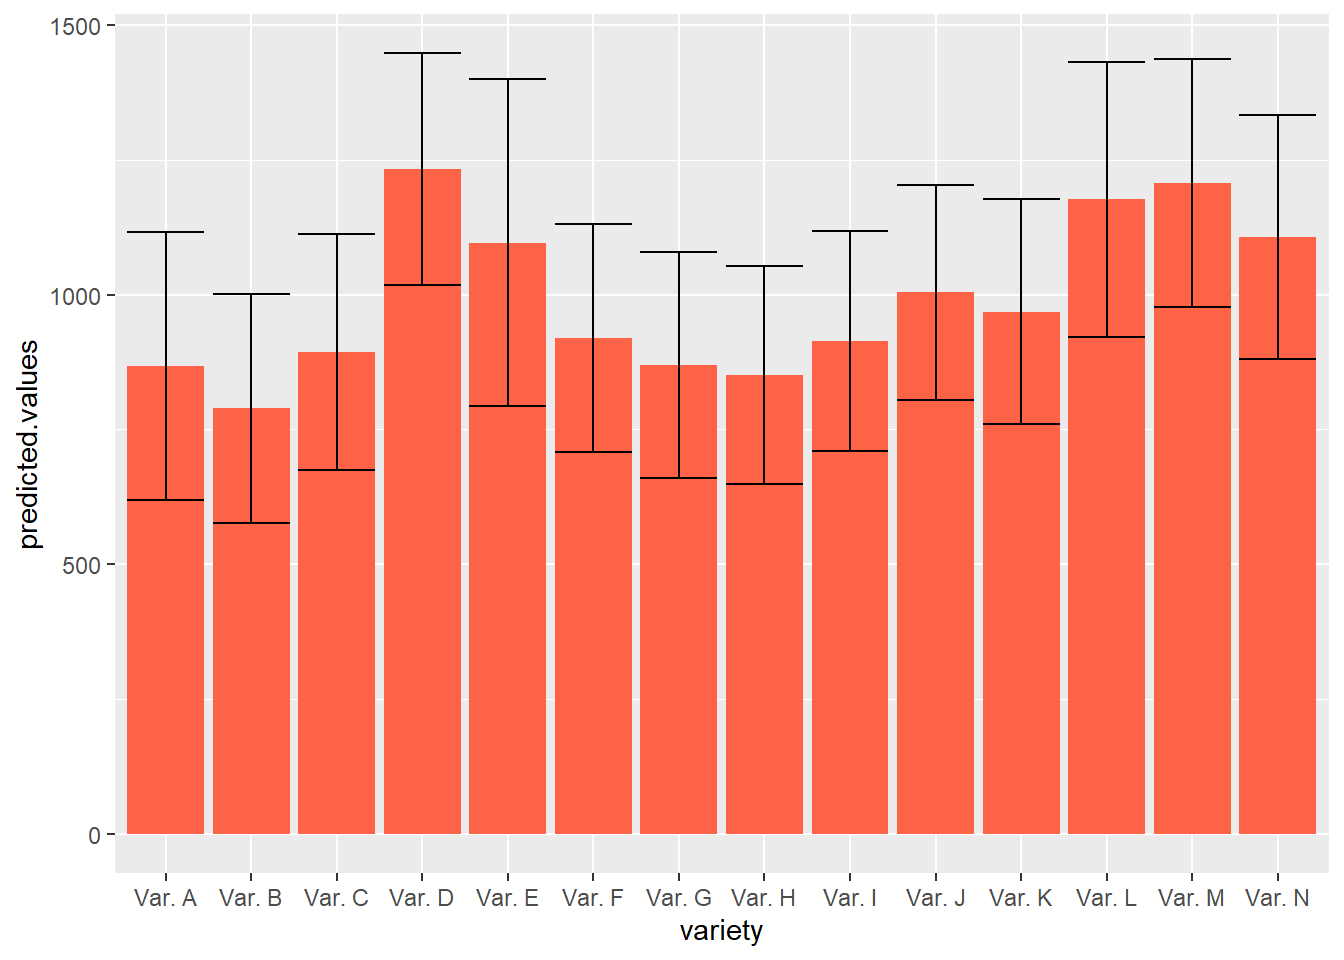 1500
1000
500
0
predicted.values
Var. A Var. B Var. C Var. D Var. E Var. F Var. G Var. H Var. I Var. J Var. K Var. L Var. M Var. N
variety